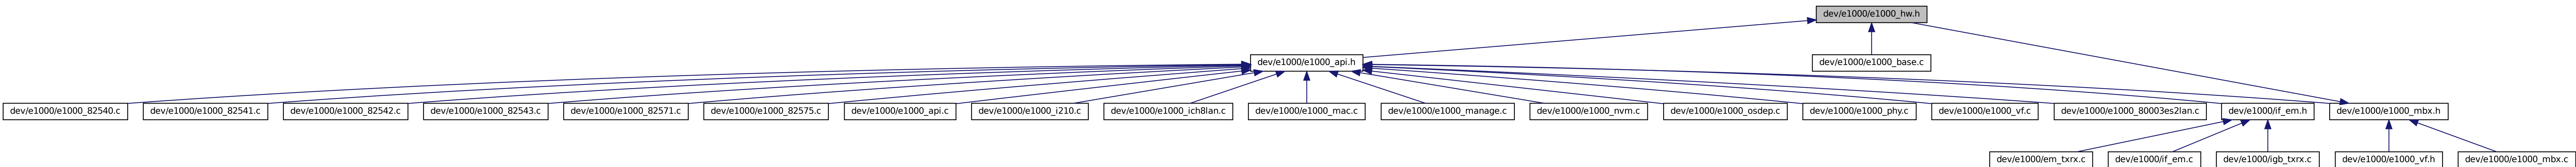 dev/e1000/e1000_hw.h
dev/e1000/e1000_api.h
dev/e1000/e1000_base.c
dev/e1000/e1000_82540.c
dev/e1000/e1000_82541.c
dev/e1000/e1000_82542.c
dev/e1000/e1000_82543.c
dev/e1000/e1000_82571.c
dev/e1000/e1000_82575.c
dev/e1000/e1000_api.c
dev/e1000/e1000_i210.c
dev/e1000/e1000_ich8lan.c
dev/e1000/e1000_mac.c
dev/e1000/e1000_manage.c
dev/e1000/e1000_nvm.c
dev/e1000/e1000_osdep.c
dev/e1000/e1000_phy.c
dev/e1000/e1000_vf.c
dev/e1000/e1000_80003es2lan.c
dev/e1000/if_em.h
dev/e1000/e1000_mbx.h
dev/e1000/em_txrx.c
dev/e1000/if_em.c
dev/e1000/igb_txrx.c
dev/e1000/e1000_vf.h
dev/e1000/e1000_mbx.c